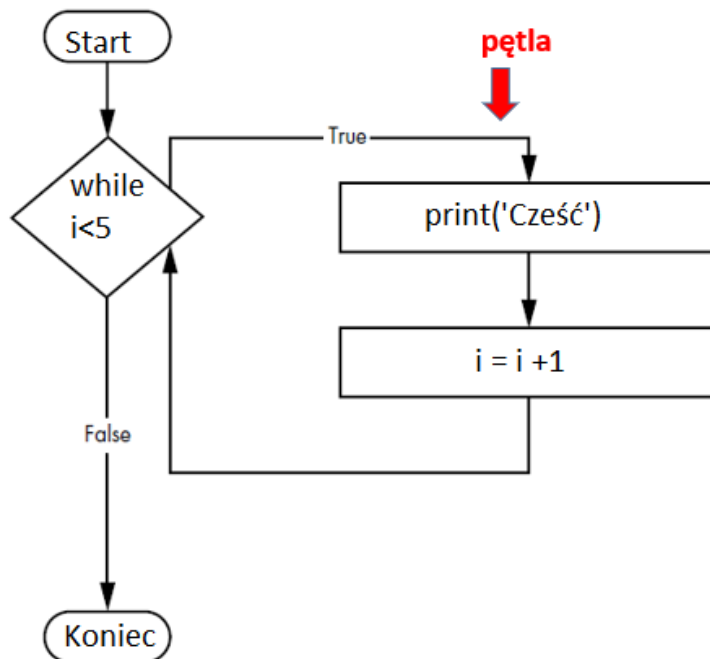 Start
pętla
True
while
i<5
print('Cześć')
i = i +1
False
Koniec